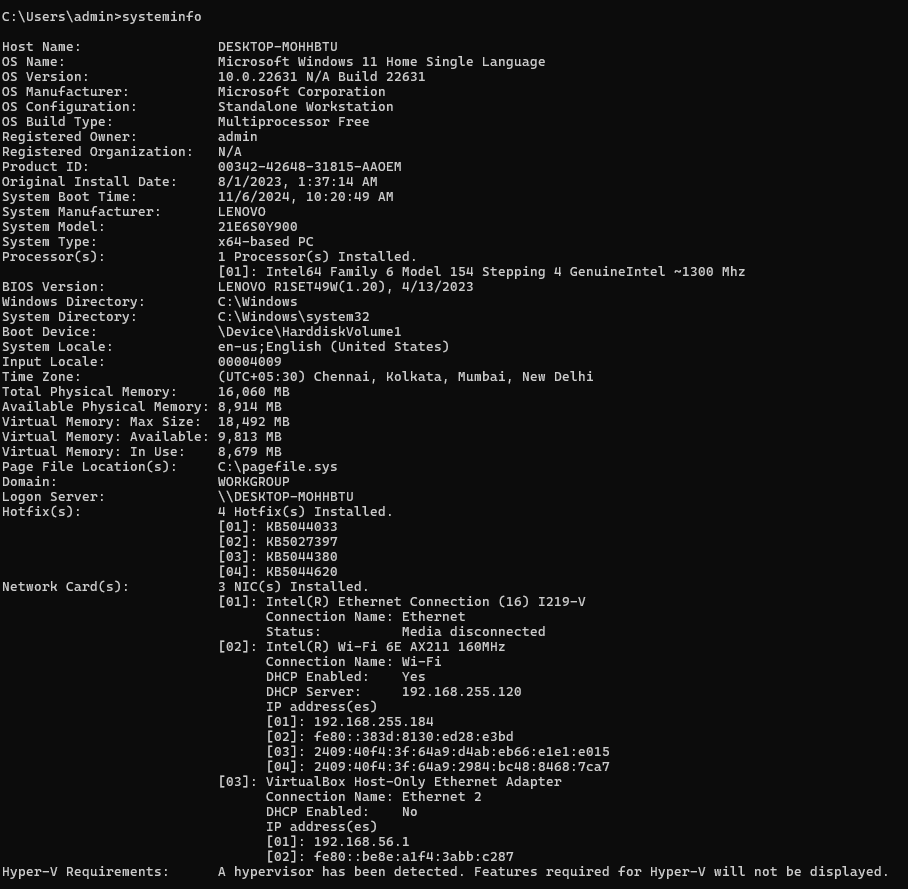 C:\Users\admin>systeminfo
Host Name: DESKTOP-MOHHBTU
OS Name: Microsoft Windows 11 Home Single Language
OS Version: 10.0.22631 N/A Build 22631
OS Manufacturer: Microsoft Corporation
OS Configuration: Standalone Workstation
OS Build Type: Multiprocessor Free
Registered Owner: admin
Registered Organization: N/A
Product ID: 00342-42648-31815-AAOEM
Original Install Date: 8/1/2023, 1:37:14 AM
System Boot Time: 11/6/2024, 10:20:49 AM
System Manufacturer: LENOVO
System Model: 21E6S0Y900
System Type: x64-based PC
Processor(s): 1 Processor(s) Installed.
[01]: Intel64 Family 6 Model 154 Stepping 4 GenuineIntel ~1300 Mhz
BIOS Version: LENOVO R1SET49W(1.20), 4/13/2023
Windows Directory: C:\Windows
System Directory: C:\Windows\system32
Boot Device: \Device\HarddiskVolume1
System Locale: en-us;English (United States)
Input Locale: 00004009
Time Zone: (UTC+05:30) Chennai, Kolkata, Mumbai, New Delhi
Total Physical Memory: 16,060 MB
Available Physical Memory: 8,914 MB
Virtual Memory: Max Size: 18,492 MB
Virtual Memory: Available: 9,813 MB
Virtual Memory: In Use: 8,679 MB
Page File Location(s): C:\pagefile.sys
Domain: WORKGROUP
Logon Server: \\DESKTOP-MOHHBTU
Hotfix(s): 4 Hotfix(s) Installed.
[01]: KB5044033
[02]: KB5027397
[03]: KB5044380
[04]: KB5044620
Network Card(s): 3 NIC(s) Installed.
[01]: Intel(R) Ethernet Connection (16) I219-V
Connection Name: Ethernet
Status: Media disconnected
[02]: Intel(R) Wi-Fi 6E AX211 160MHz
Connection Name: Wi-Fi
DHCP Enabled: Yes
DHCP Server: 192.168.255.120
IP address(es)
[01]: 192.168.255.184
[02]: fe80::383d:8130:ed28:e3bd
[03]: 2409:40f4:3f:64a9:d4ab:eb66:e1e1:e015
[04]: 2409:40f4:3f:64a9:2984:bc48:8468:7ca7
[03]: VirtualBox Host-Only Ethernet Adapter
Connection Name: Ethernet 2
DHCP Enabled: No
IP address(es)
[01]: 192.168.56.1
[02]: fe80::be8e:a1f4:3abb:c287
Hyper-V Requirements: A hypervisor has been detected. Features required for Hyper-V will not be displayed.